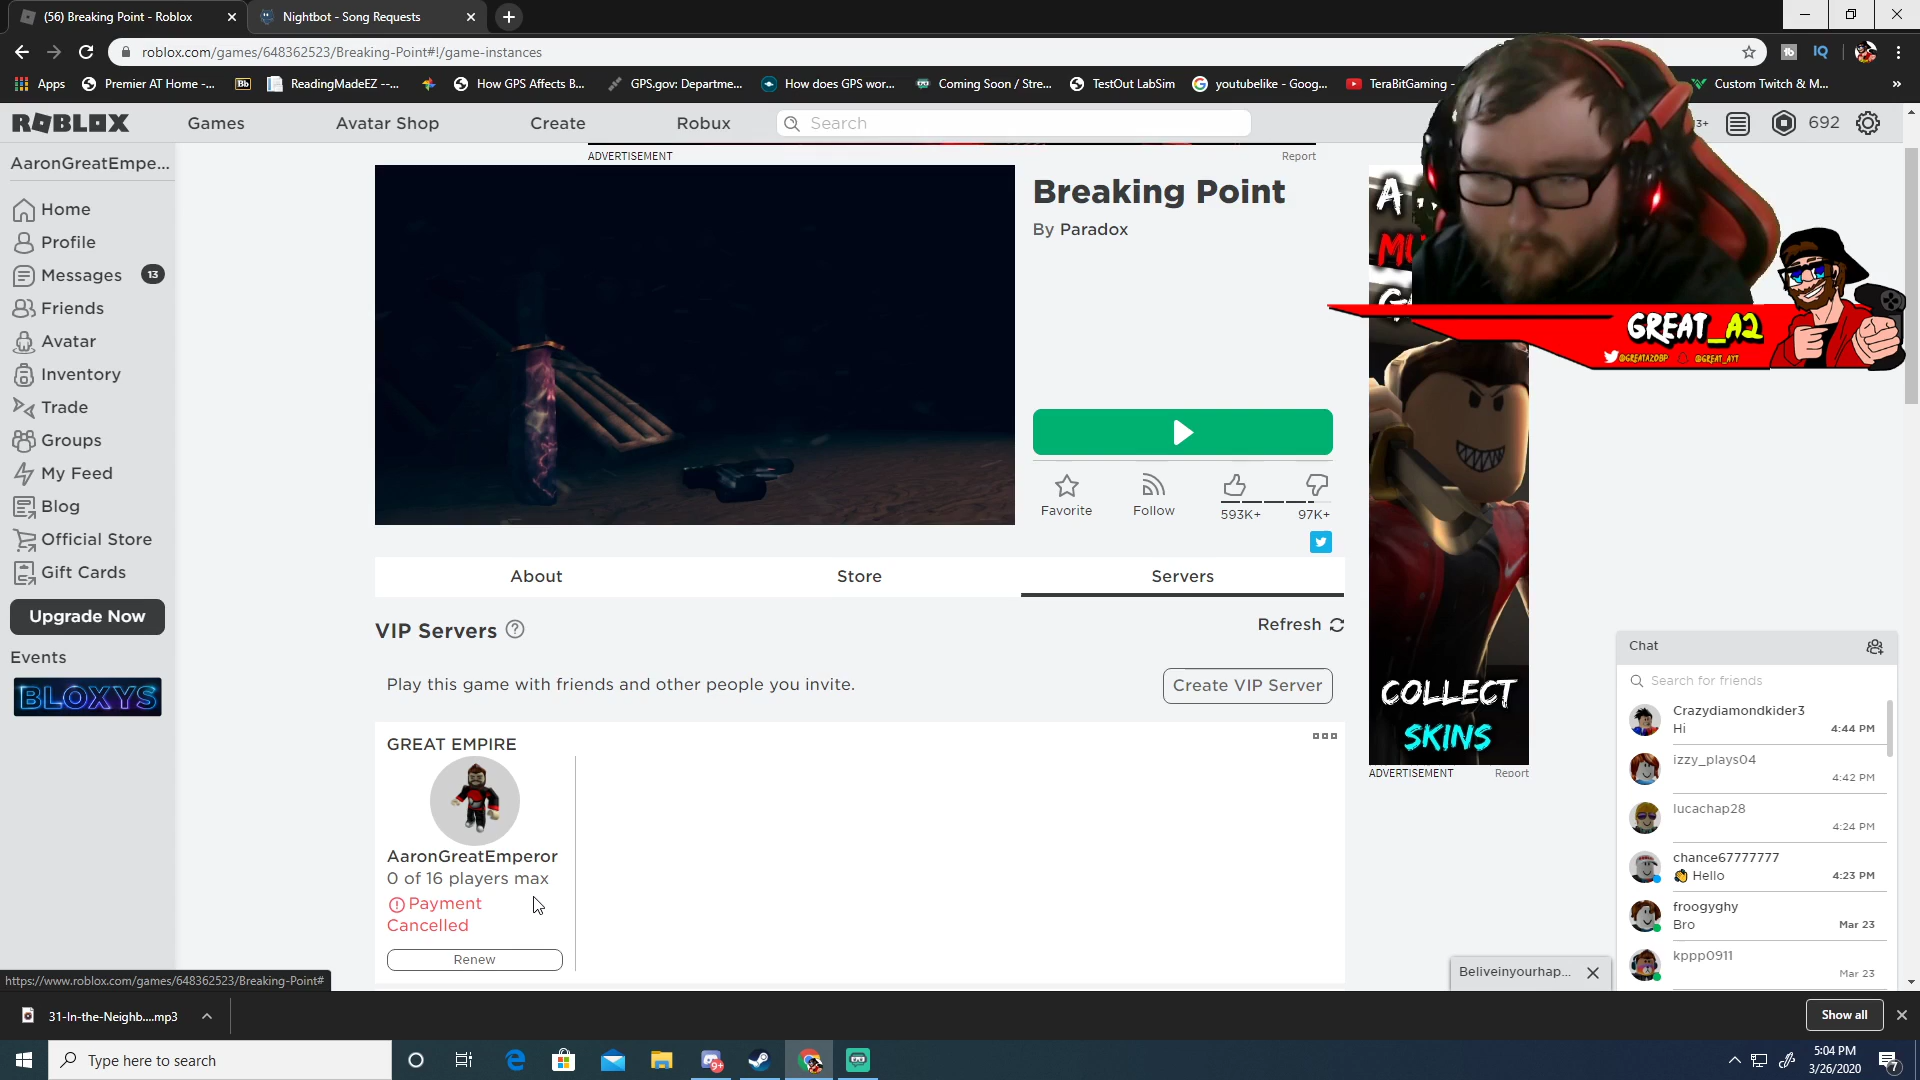 (56) Breaking Point - Roblox
Nightbot - Song Requests
roblox.com/games/648362523/Breaking-Point#!/game-instances
Apps
Premier AT Home -...
Bb
ReadingMadeEZ --...
How GPS Affects B...
GPS.gov: Departme...
How does GPS wor...
Coming Soon / Stre...
TestOut LabSim
youtubelike - Goog...
TeraBitGaming -
Custom Twitch & M...
IQ
ROBLOX
Games
Avatar Shop
Create
Robux
Search
13+
692
AaronGreatEmpe...
Home
Profile
Messages 13
Friends
Avatar
Inventory
Trade
Groups
My Feed
Blog
Official Store
Gift Cards
Upgrade Now
Events
BLOXYS
ADVERTISEMENT
Report
Breaking Point
By Paradox
Favorite
Follow
593K+
97K+
About
Store
Servers
VIP Servers
Refresh
Play this game with friends and other people you invite.
Create VIP Server
GREAT EMPIRE
AaronGreatEmperor
0 of 16 players max
Payment
Cancelled
Renew
GREAT_A2
@GREATA2OBP
@GREAT_AYT
COLLECT
SKINS
ADVERTISEMENT
Report
Chat
Search for friends
Crazydiamondkider3
Hi
4:44 PM
izzy_plays04
4:42 PM
lucachap28
4:24 PM
chance67777777
👏 Hello
4:23 PM
froogyghy
Bro
Mar 23
kppp0911
Mar 23
Beliveinyourhap...
https://www.roblox.com/games/648362523/Breaking-Point#
31-In-the-Neighb....mp3
Show all
Type here to search
9+
5:04 PM
3/26/2020
7